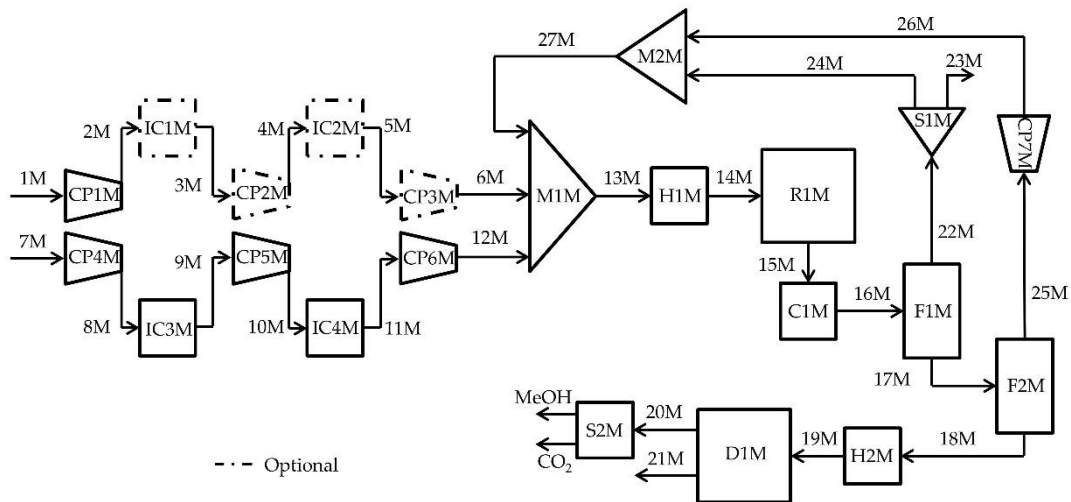 26M
27M
23M
24M
M2M
2M
IC1M
4M
IC2M
5M
S1M
CP7M
1M
CP1M
3M
CP2M
CP3M
6M
M1M
13M
H1M
14M
R1M
7M
CP4M
9M
CP5M
CP6M
12M
22M
15M
16M
25M
8M
IC3M
10M
IC4M
11M
C1M
F1M
17M
F2M
MeOH
20M
S2M
19M
18M
D1M
H2M
CO2
21M
Optional